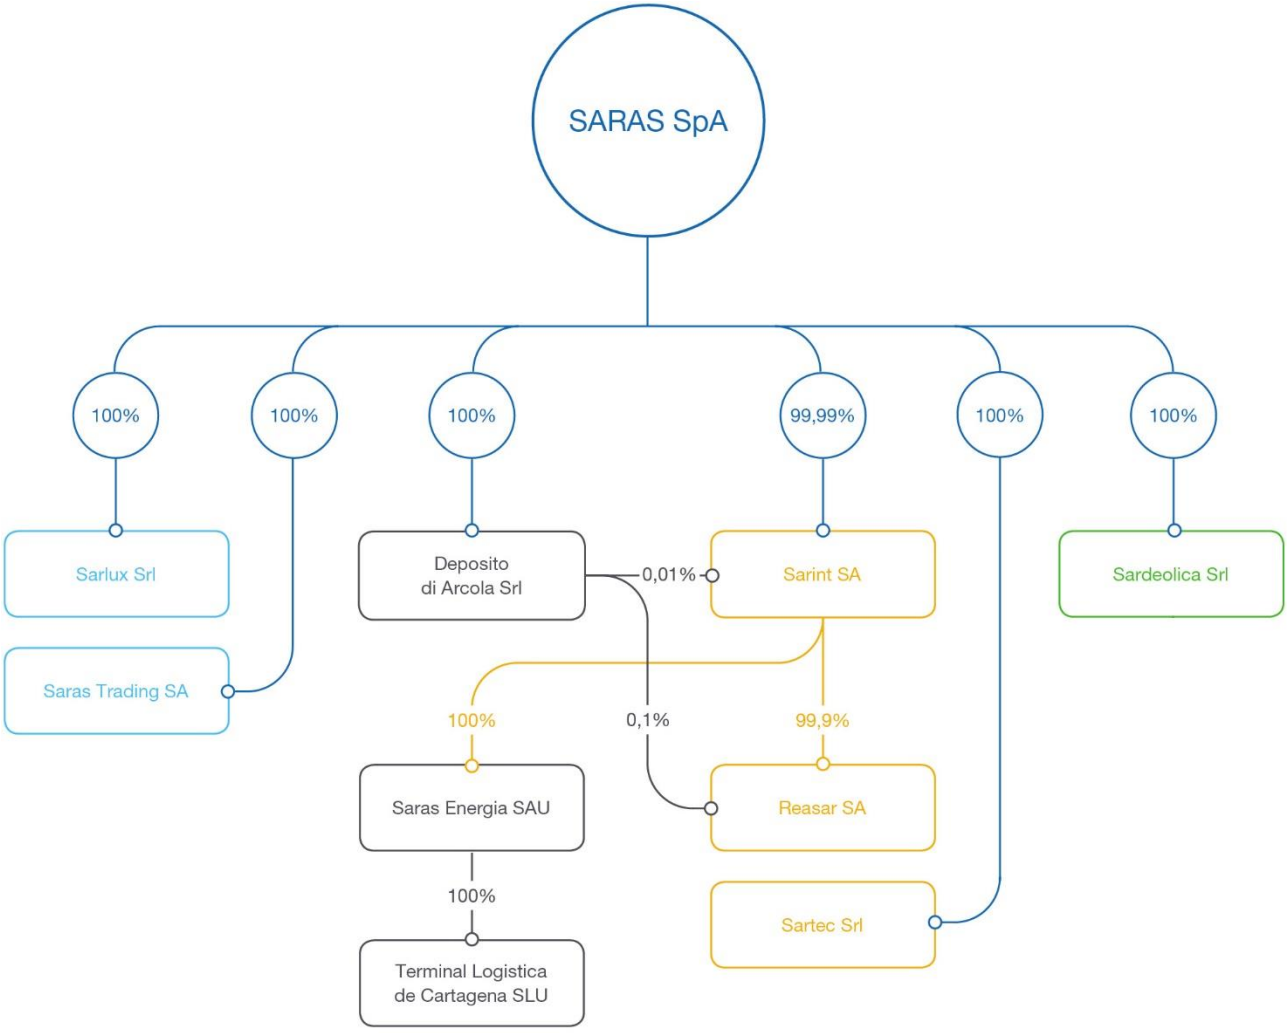 SARAS SpA
100%
100%
100%
99,99%
100%
100%
Sarlux Srl
Deposito
di Arcola Srl
0,01%
Sarint SA
Sardeolica Srl
Saras Trading SA
100%
0,1%
99,9%
Saras Energia SAU
Reasar SA
100%
Sartec Srl
Terminal Logistica
de Cartagena SLU